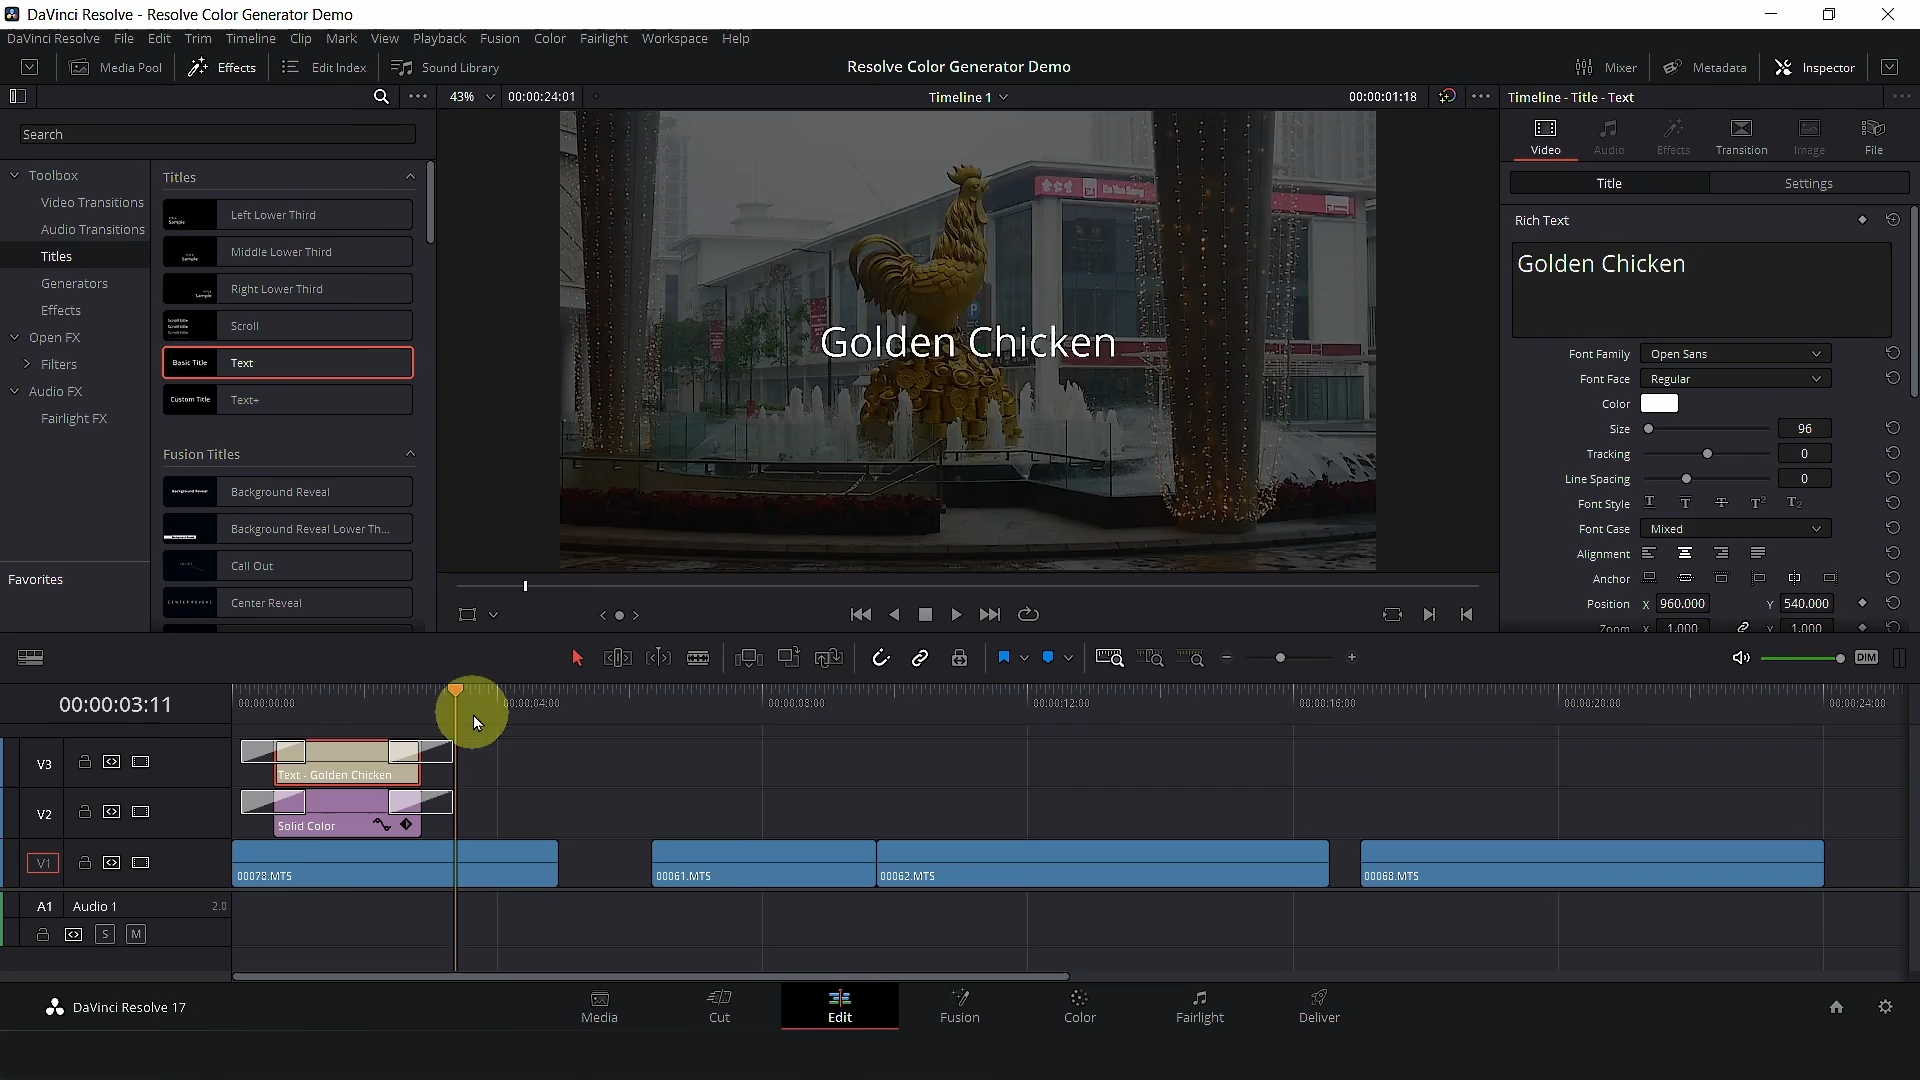 DaVinci Resolve - Resolve Color Generator Demo
DaVinci Resolve File Edit Trim Timeline Clip Mark View Playback Fusion Color Fairlight Workspace Help
Media Pool Effects Edit Index Sound Library Resolve Color Generator Demo Mixer Metadata Inspector
43% 00:00:24:01 Timeline 1 00:00:01:18 Timeline - Title - Text
Search
Video Audio Effects Transition Image File
Toolbox
Video Transitions
Audio Transitions
Titles
Generators
Effects
Open FX
Filters
Audio FX
Fairlight FX
Favorites
Titles
Left Lower Third
Middle Lower Third
Right Lower Third
Scroll
Basic Title Text
Custom Title Text+
Fusion Titles
Background Reveal
Background Reveal Lower Th...
Call Out
Center Reveal
Golden Chicken
Title Settings
Rich Text
Golden Chicken
Font Family Open Sans
Font Face Regular
Color
Size 96
Tracking 0
Line Spacing 0
Font Style
Font Case Mixed
Alignment
Anchor
Position X 960.000 Y 540.000
Zoom X 1.000 Y 1.000
DIM
00:00:03:11 00:00:00:00 00:00:04:00 00:00:08:00 00:00:12:00 00:00:16:00 00:00:20:00 00:00:24:00
V3 Text - Golden Chicken
V2 Solid Color
V1 00078.MTS 00061.MTS 00062.MTS 00068.MTS
A1 Audio 1 2.0
S M
DaVinci Resolve 17 Media Cut Edit Fusion Color Fairlight Deliver